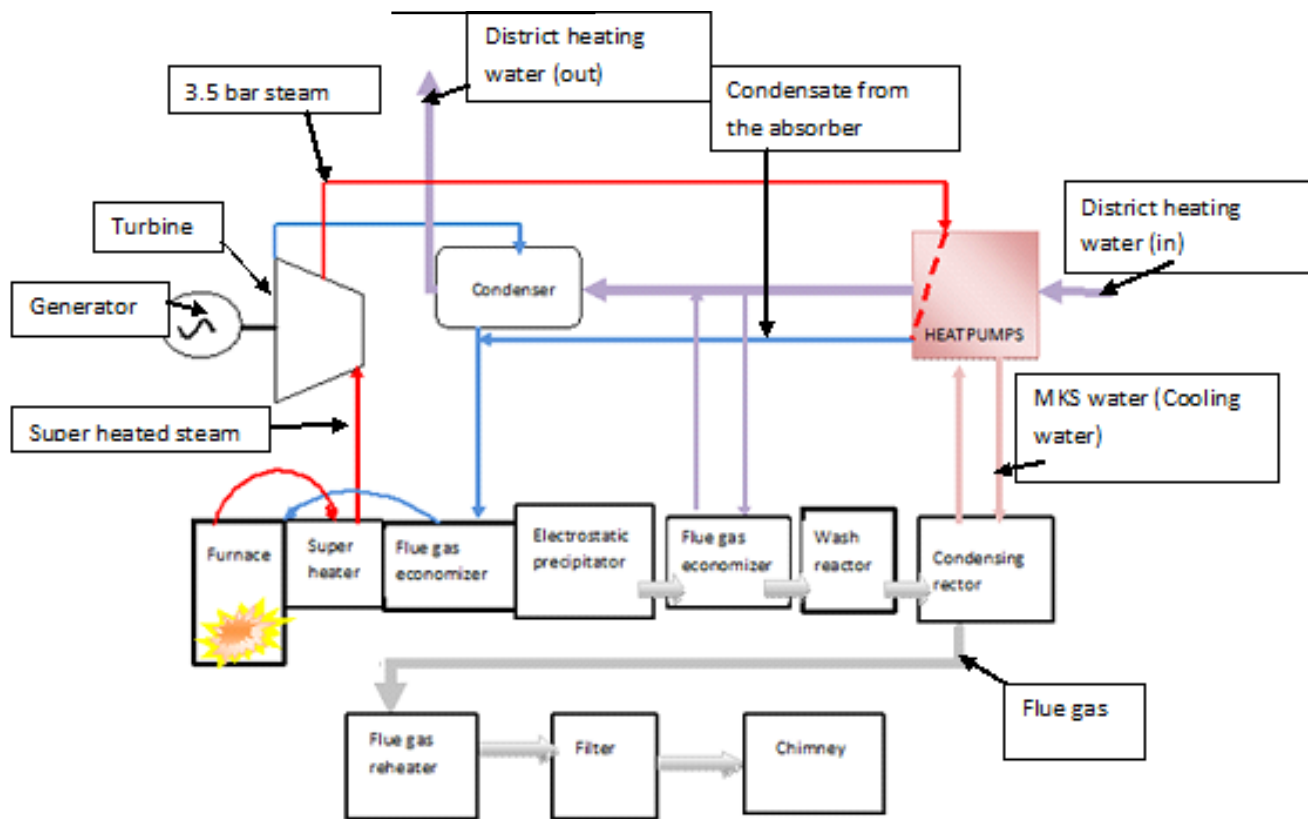 District heating
water (out)
3.5 bar steam
Condensate from
the absorber
District heating
water (in)
Turbine
Generator
Condenser
HEAT PUMPS
MKS water (Cooling
water)
Super heated steam
Furnace
Super
heater
Flue gas
economizer
Electrostatic
precipitator
Flue gas
economizer
Wash
reactor
Condensing
rector
Flue gas
Flue gas
reheater
Filter
Chimney